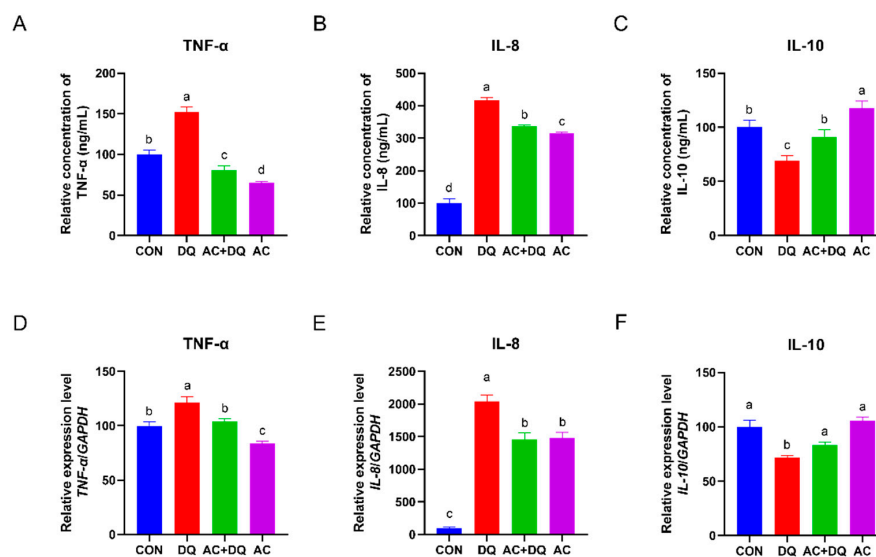 A
TNF-α
Relative concentration of
TNF-α (ng/mL)
200
150
100
50
0
b
a
c
d
CON DQ AC+DQ AC
B
IL-8
Relative concentration of
IL-8 (ng/mL)
500
400
300
200
100
0
d
a
b
c
CON DQ AC+DQ AC
C
IL-10
Relative concentration of
IL-10 (ng/mL)
150
100
50
0
b
c
b
a
CON DQ AC+DQ AC
D
TNF-α
Relative expression level
TNF-α/GAPDH
150
100
50
0
b
a
b
c
CON DQ AC+DQ AC
E
IL-8
Relative expression level
IL-8/GAPDH
2500
2000
1500
1000
500
0
c
a
b
b
CON DQ AC+DQ AC
F
IL-10
Relative expression level
IL-10/GAPDH
150
100
50
0
a
b
a
a
CON DQ AC+DQ AC